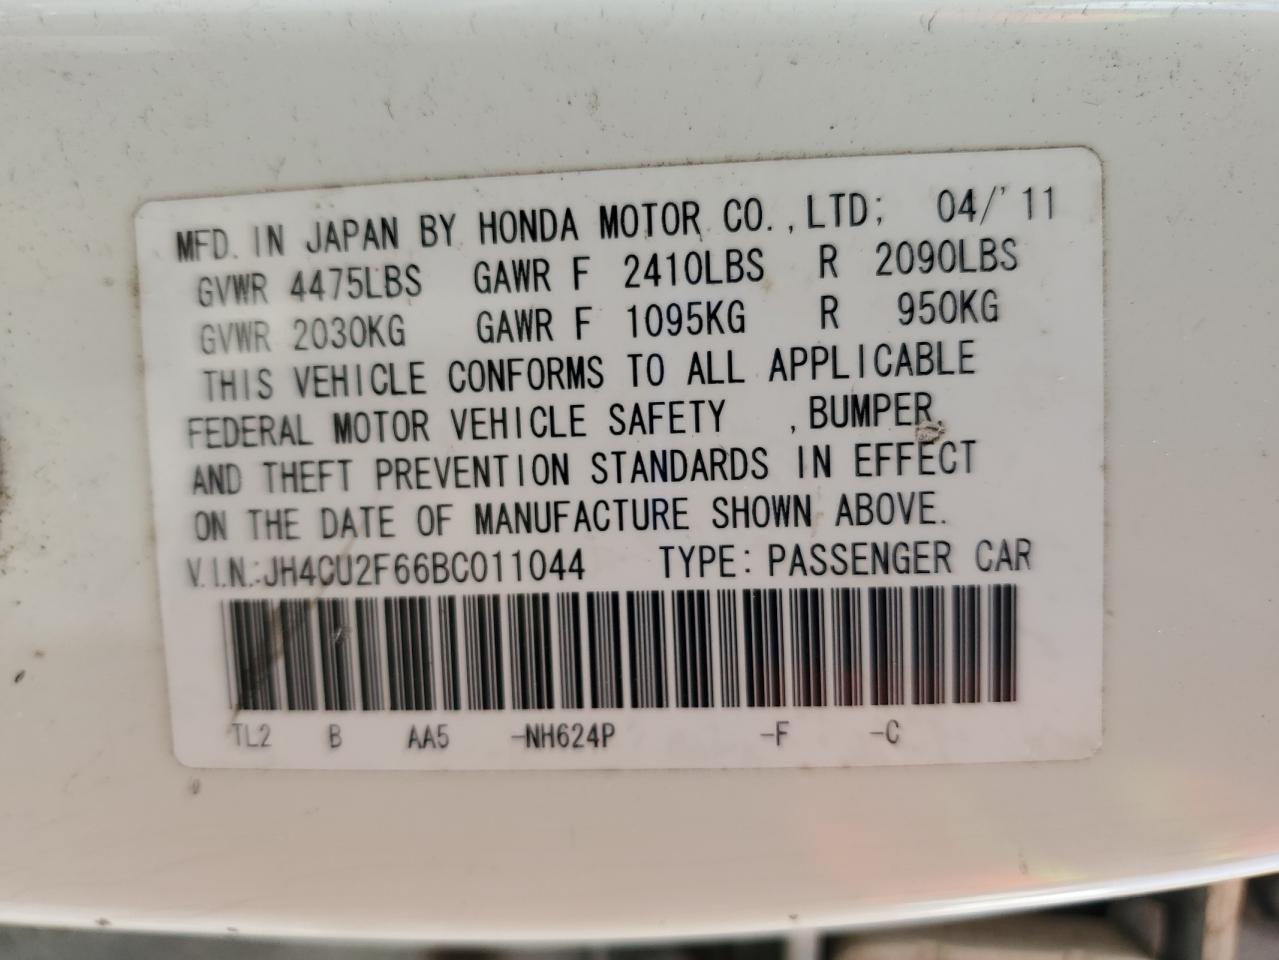 MFD. IN JAPAN BY HONDA MOTOR CO.,LTD; 04/'11
GVWR 4475LBS GAWR F 2410LBS R 2090LBS
GVWR 2030KG GAWR F 1095KG R 950KG
THIS VEHICLE CONFORMS TO ALL APPLICABLE
FEDERAL MOTOR VEHICLE SAFETY ,BUMPER,
AND THEFT PREVENTION STANDARDS IN EFFECT
ON THE DATE OF MANUFACTURE SHOWN ABOVE.
V.I.N.:JH4CU2F66BC011044 TYPE: PASSENGER CAR
TL2 B AA5 -NH624P -F -C